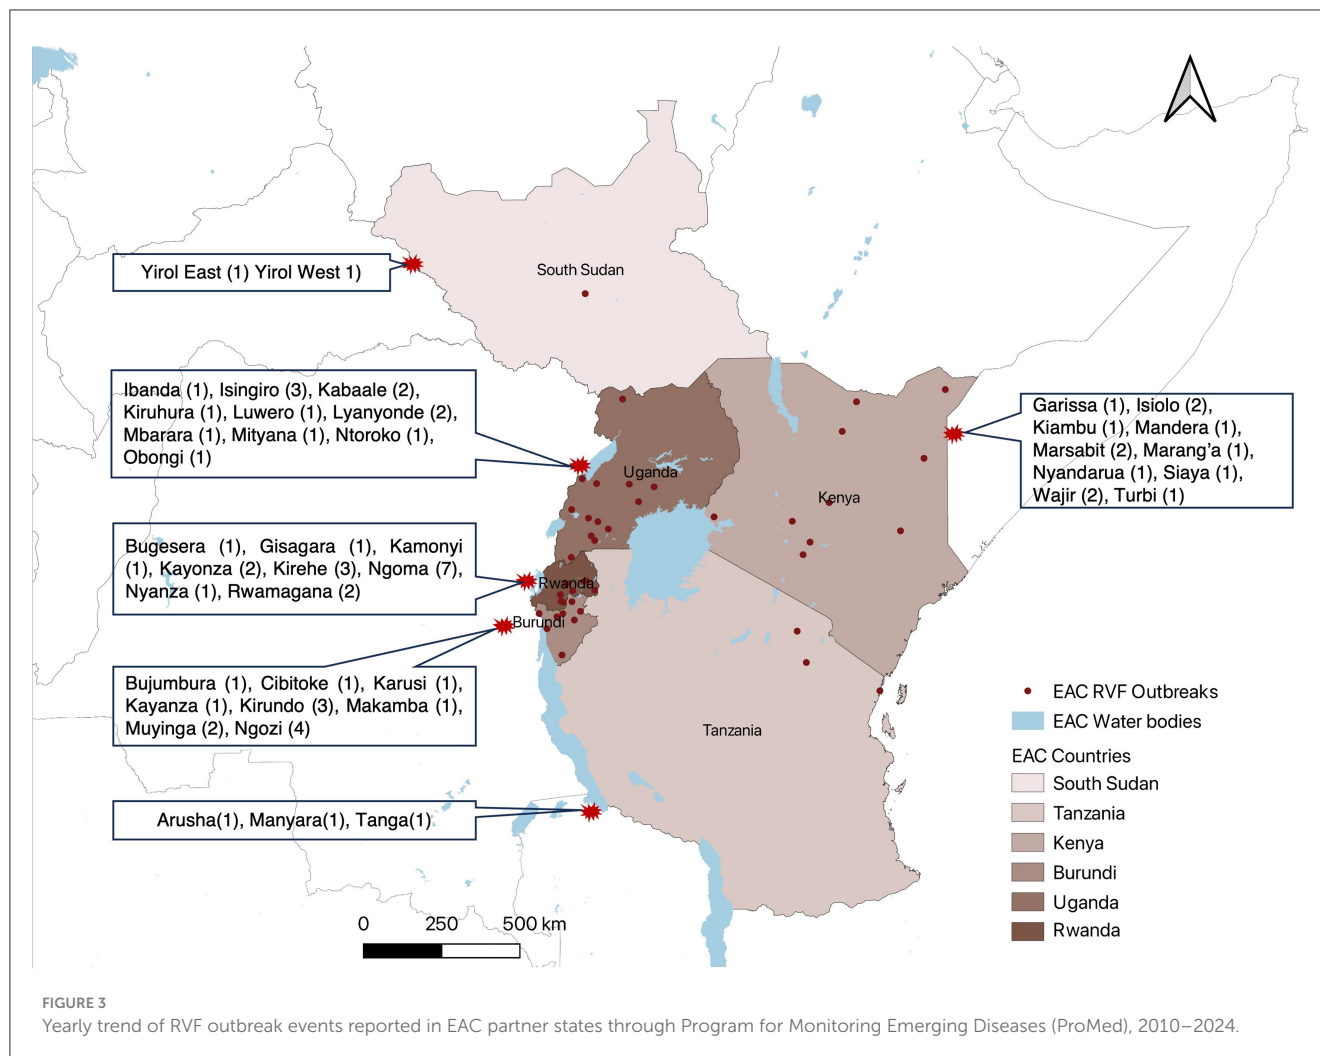 Yirol East (1) Yirol West 1)
South Sudan
Ibanda (1), Isingiro (3), Kabaale (2),
Kiruhura (1), Luwero (1), Lyanyonde (2),
Mbarara (1), Mityana (1), Ntoroko (1),
Obongi (1)
Uganda
Kenya
Garissa (1), Isiolo (2),
Kiambu (1), Mandera (1),
Marsabit (2), Marang’a (1),
Nyandarua (1), Siaya (1),
Wajir (2), Turbi (1)
Bugesera (1), Gisagara (1), Kamonyi
(1), Kayonza (2), Kirehe (3), Ngoma (7),
Nyanza (1), Rwamagana (2)
Rwanda
Burundi
Bujumbura (1), Cibitoke (1), Karusi (1),
Kayanza (1), Kirundo (3), Makamba (1),
Muyinga (2), Ngozi (4)
Tanzania
Arusha(1), Manyara(1), Tanga(1)
EAC RVF Outbreaks
EAC Water bodies
EAC Countries
South Sudan
Tanzania
Kenya
Burundi
Uganda
Rwanda
0 250 500 km
FIGURE 3
Yearly trend of RVF outbreak events reported in EAC partner states through Program for Monitoring Emerging Diseases (ProMed), 2010–2024.